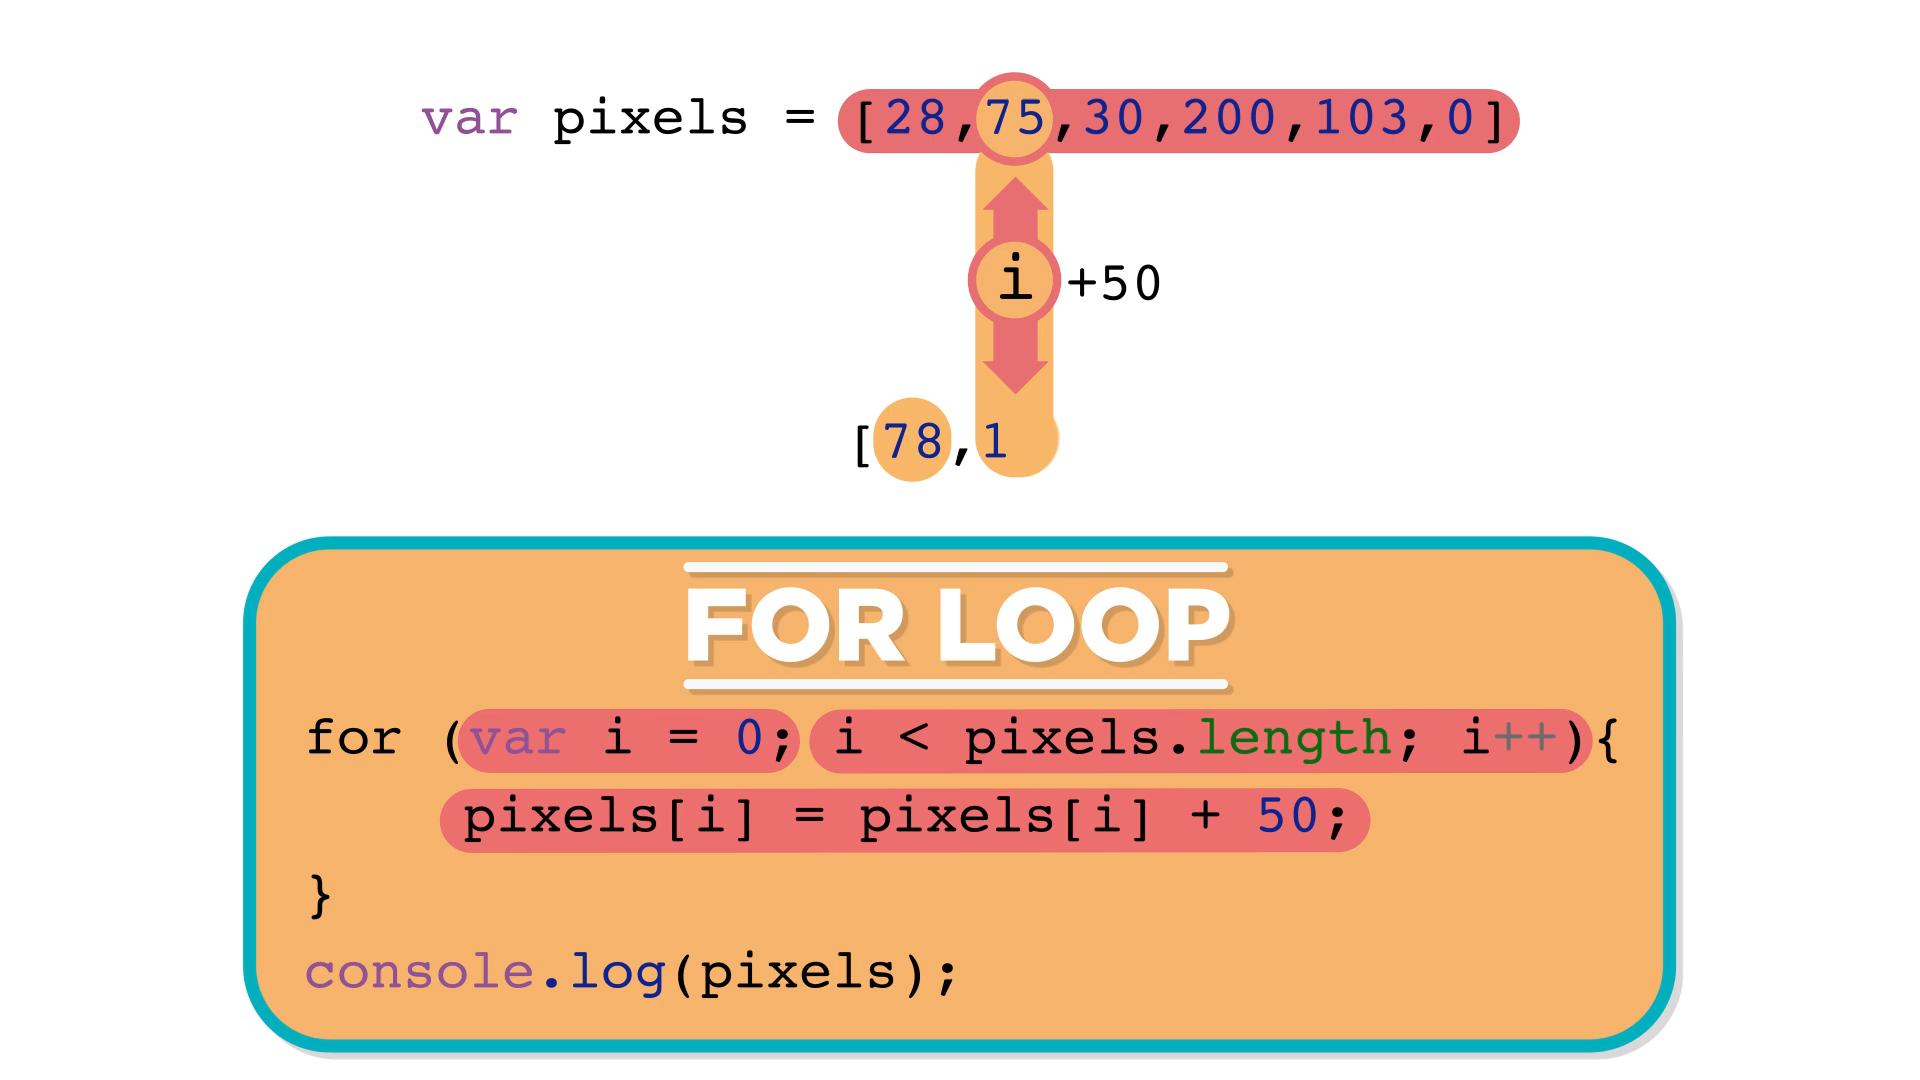 var pixels = [28,75,30,200,103,0]
i +50
[78,1
FOR LOOP
for (var i = 0; i < pixels.length; i++){
pixels[i] = pixels[i] + 50;
}
console.log(pixels);